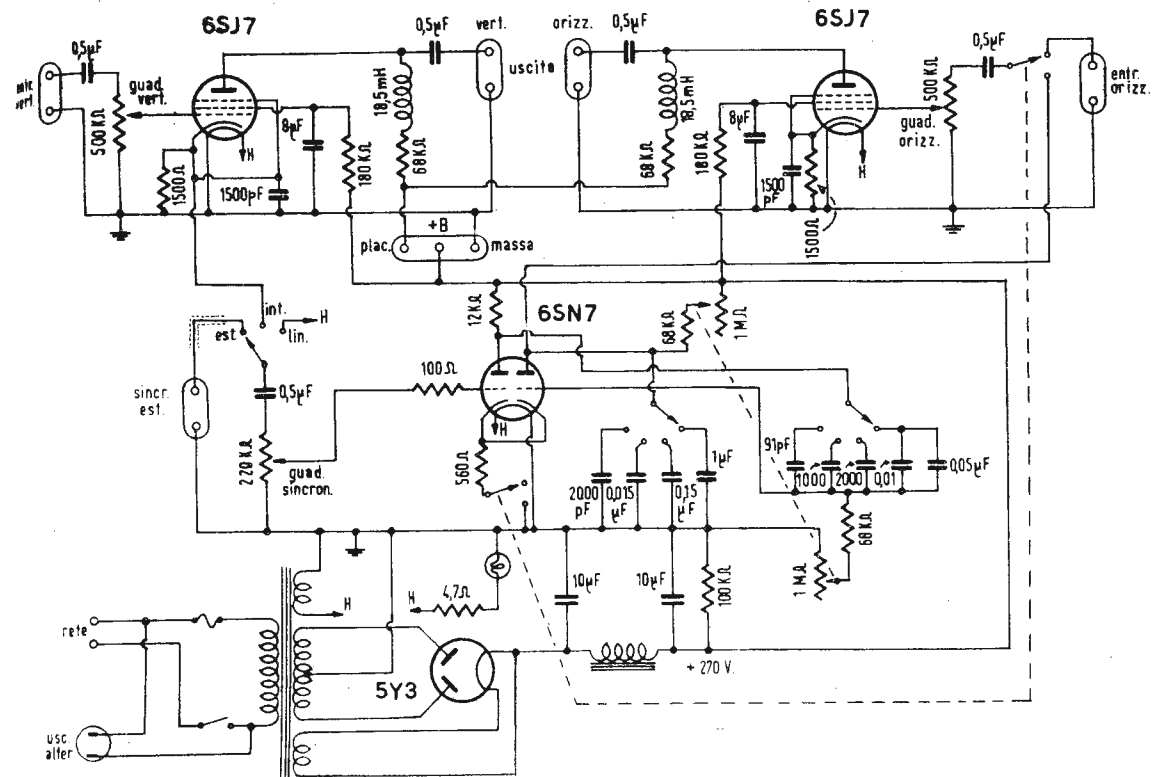 6SJ7
6SJ7
0,5µF
vert.
orizz.
0,5µF
0,5µF
0,5µF
uscita
entr.
orizz.
vert.
guad.
vert.
500 KΩ
18,5mH
8µF
68 KΩ
180 KΩ
1500Ω
1500pF
H
18,5mH
68 KΩ
180 KΩ
8µF
1500
pF
1500Ω
H
guad.
orizz.
500 KΩ
+B
plac.
massa
12KΩ
6SN7
68 KΩ
1 MΩ
int.
est
lin.
H
100Ω
0,5µF
sincr.
est.
220 KΩ
guad.
sincron.
H
560Ω
2000
pF
0,015
µF
0,15
µF
1µF
91pF
1000
2000
0,01
0,05µF
68 KΩ
1 MΩ
10µF
10µF
100 KΩ
H
H
4,7Ω
rete
5Y3
+ 270 V.
usc.
alter